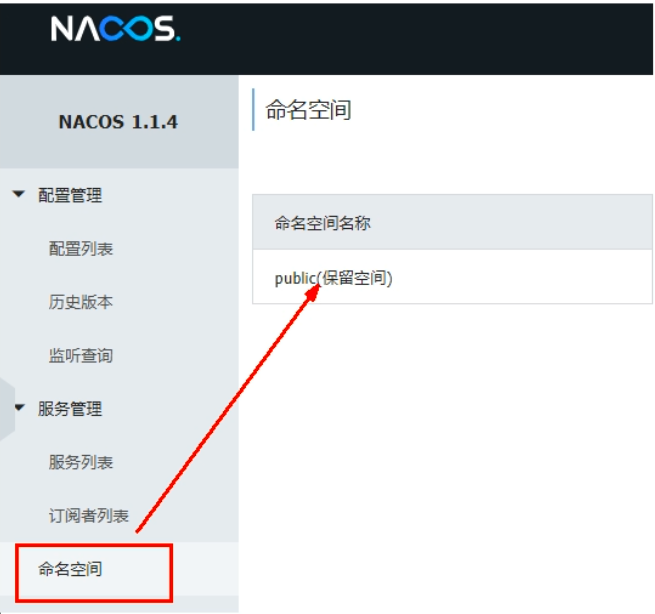 NACOS.
NACOS 1.1.4
配置管理
配置列表
历史版本
监听查询
服务管理
服务列表
订阅者列表
命名空间
命名空间
命名空间名称
public(保留空间)